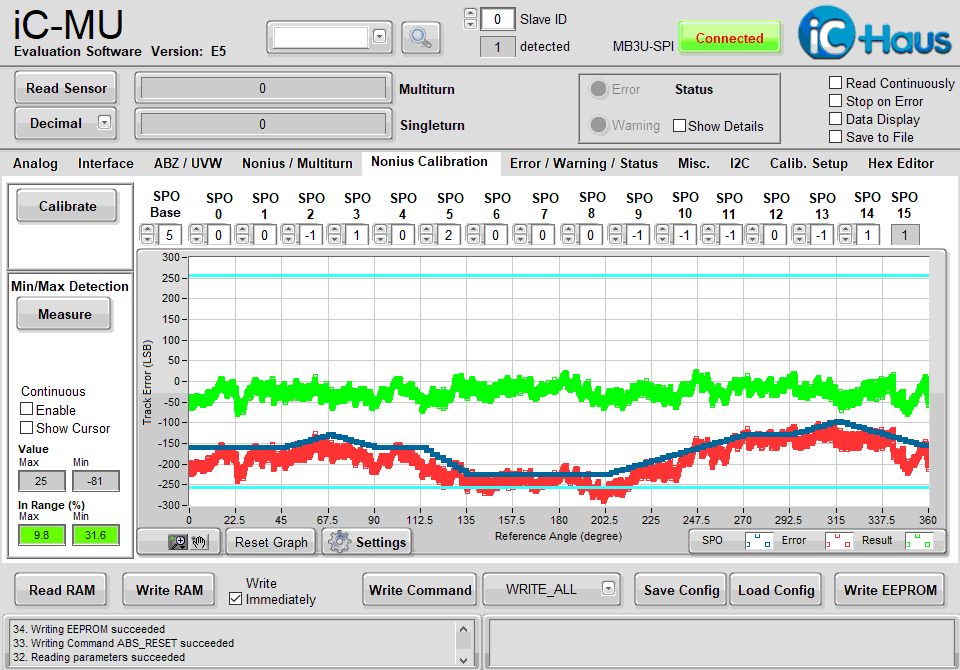 iC-MU
Evaluation Software Version: E5
0 Slave ID
1 detected
MB3U-SPI Connected
iC Haus
Read Sensor
0 Multiturn
Decimal
0 Singleturn
Error Status
Warning Show Details
Read Continuously
Stop on Error
Data Display
Save to File
Analog Interface ABZ / UVW Nonius / Multiturn Nonius Calibration Error / Warning / Status Misc. I2C Calib. Setup Hex Editor
Calibrate
SPO SPO SPO SPO SPO SPO SPO SPO SPO SPO SPO SPO SPO SPO SPO SPO SPO
Base 0 1 2 3 4 5 6 7 8 9 10 11 12 13 14 15
5 0 0 -1 1 0 2 0 0 0 -1 -1 -1 0 -1 1 1
Min/Max Detection
Measure
Continuous
Enable
Show Cursor
Value
Max Min
25 -81
In Range (%)
Max Min
9.8 31.6
Track Error (LSB)
300
250
200
150
100
50
0
-50
-100
-150
-200
-250
-300
0 22.5 45 67.5 90 112.5 135 157.5 180 202.5 225 247.5 270 292.5 315 337.5 360
Reference Angle (degree)
Reset Graph Settings
SPO Error Result
Read RAM Write RAM
Write
Immediately
Write Command WRITE_ALL Save Config Load Config Write EEPROM
34. Writing EEPROM succeeded
33. Writing Command ABS_RESET succeeded
32. Reading parameters succeeded